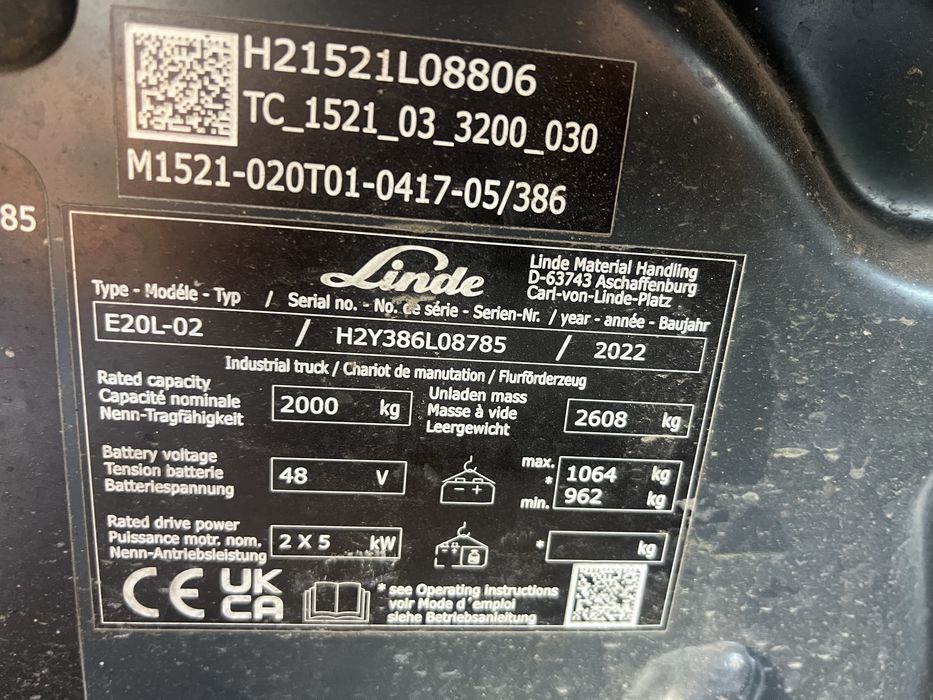 H21521L08806
TC_1521_03_3200_030
M1521-020T01-0417-05/386
85
Linde
Linde Material Handling
D-63743 Aschaffenburg
Carl-von-Linde-Platz
Type - Modéle - Typ / Serial no. - No. de série - Serien-Nr. / year - année - Baujahr
E20L-02 / H2Y386L08785 / 2022
Industrial truck / Chariot de manutation / Flurförderzeug
Rated capacity
Capacité nominale
Nenn-Tragfähigkeit
2000 kg
Unladen mass
Masse à vide
Leergewicht
2608 kg
Battery voltage
Tension batterie
Batteriespannung
48 V
- +
max. 1064 kg
*
min. 962 kg
Rated drive power
Puissance motr. nom.
Nenn-Antriebsleistung
2 X 5 kW
* kg
CE UK
CA
* see Operating instructions
voir Mode d'emploi
siehe Betriebsanleitung